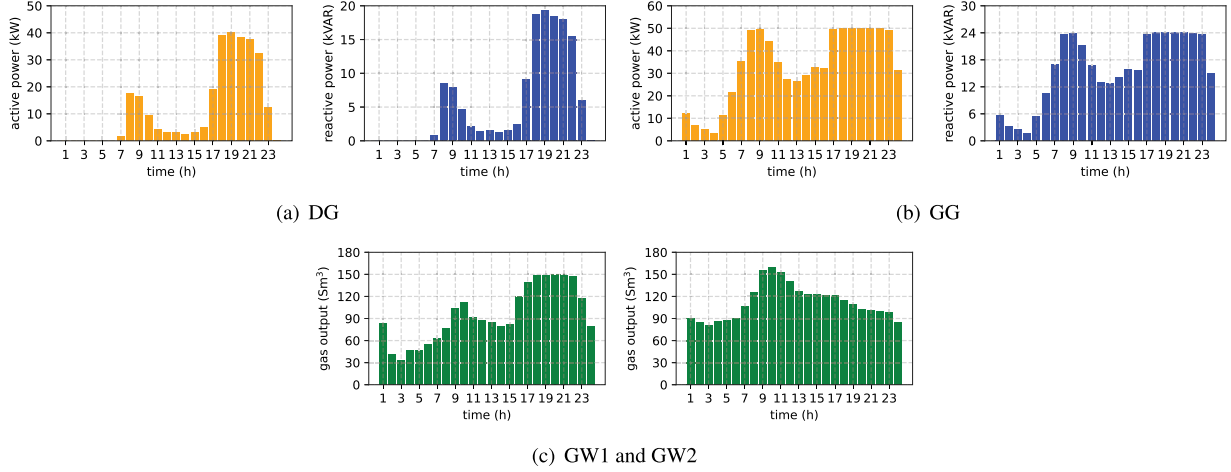 active power (kW)
50
40
30
20
10
0
1 3 5 7 9 11 13 15 17 19 21 23
time (h)
reactive power (kVAR)
20
15
10
5
0
1 3 5 7 9 11 13 15 17 19 21 23
time (h)
(a) DG
active power (kW)
60
50
40
30
20
10
0
1 3 5 7 9 11 13 15 17 19 21 23
time (h)
reactive power (kVAR)
30
24
18
12
6
0
1 3 5 7 9 11 13 15 17 19 21 23
time (h)
(b) GG
gas output (Sm³)
180
150
120
90
60
30
0
1 3 5 7 9 11 13 15 17 19 21 23
time (h)
gas output (Sm³)
180
150
120
90
60
30
0
1 3 5 7 9 11 13 15 17 19 21 23
time (h)
(c) GW1 and GW2